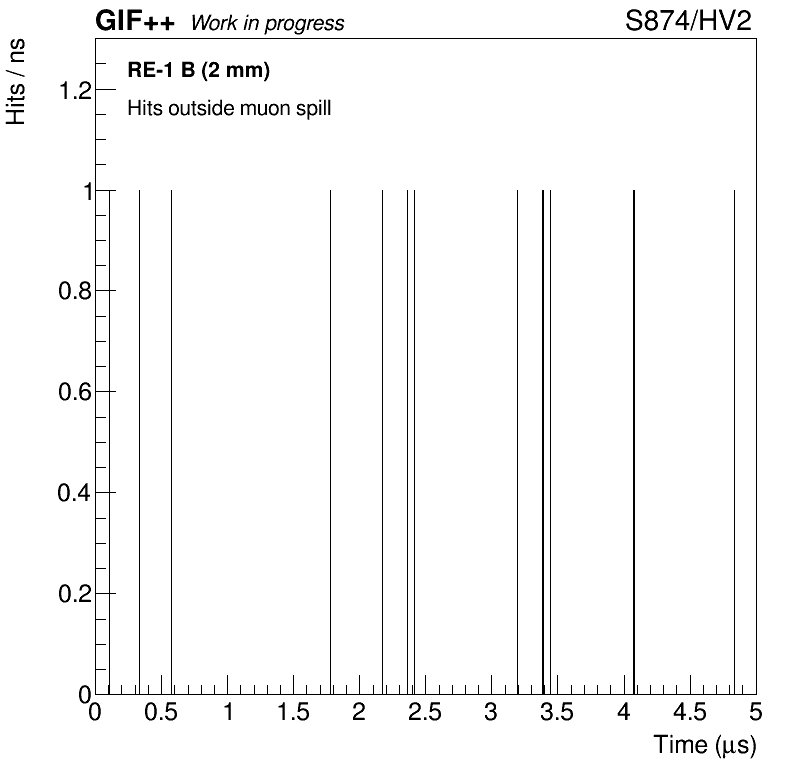 GIF++ Work in progress S874/HV2
Hits / ns
RE-1 B (2 mm)
Hits outside muon spill
1.2
1
0.8
0.6
0.4
0.2
0
0 0.5 1 1.5 2 2.5 3 3.5 4 4.5 5
Time (μs)